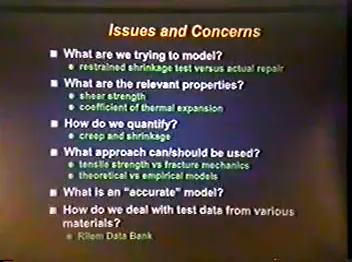 Issues and Concerns
What are we trying to model?
restrained shrinkage test versus actual repair
What are the relevant properties?
shear strength
coefficient of thermal expansion
How do we quantify?
creep and shrinkage
What approach can/should be used?
tensile strength vs fracture mechanics
theoretical vs empirical models
What is an "accurate" model?
How do we deal with test data from various
materials?
Rilem Data Bank